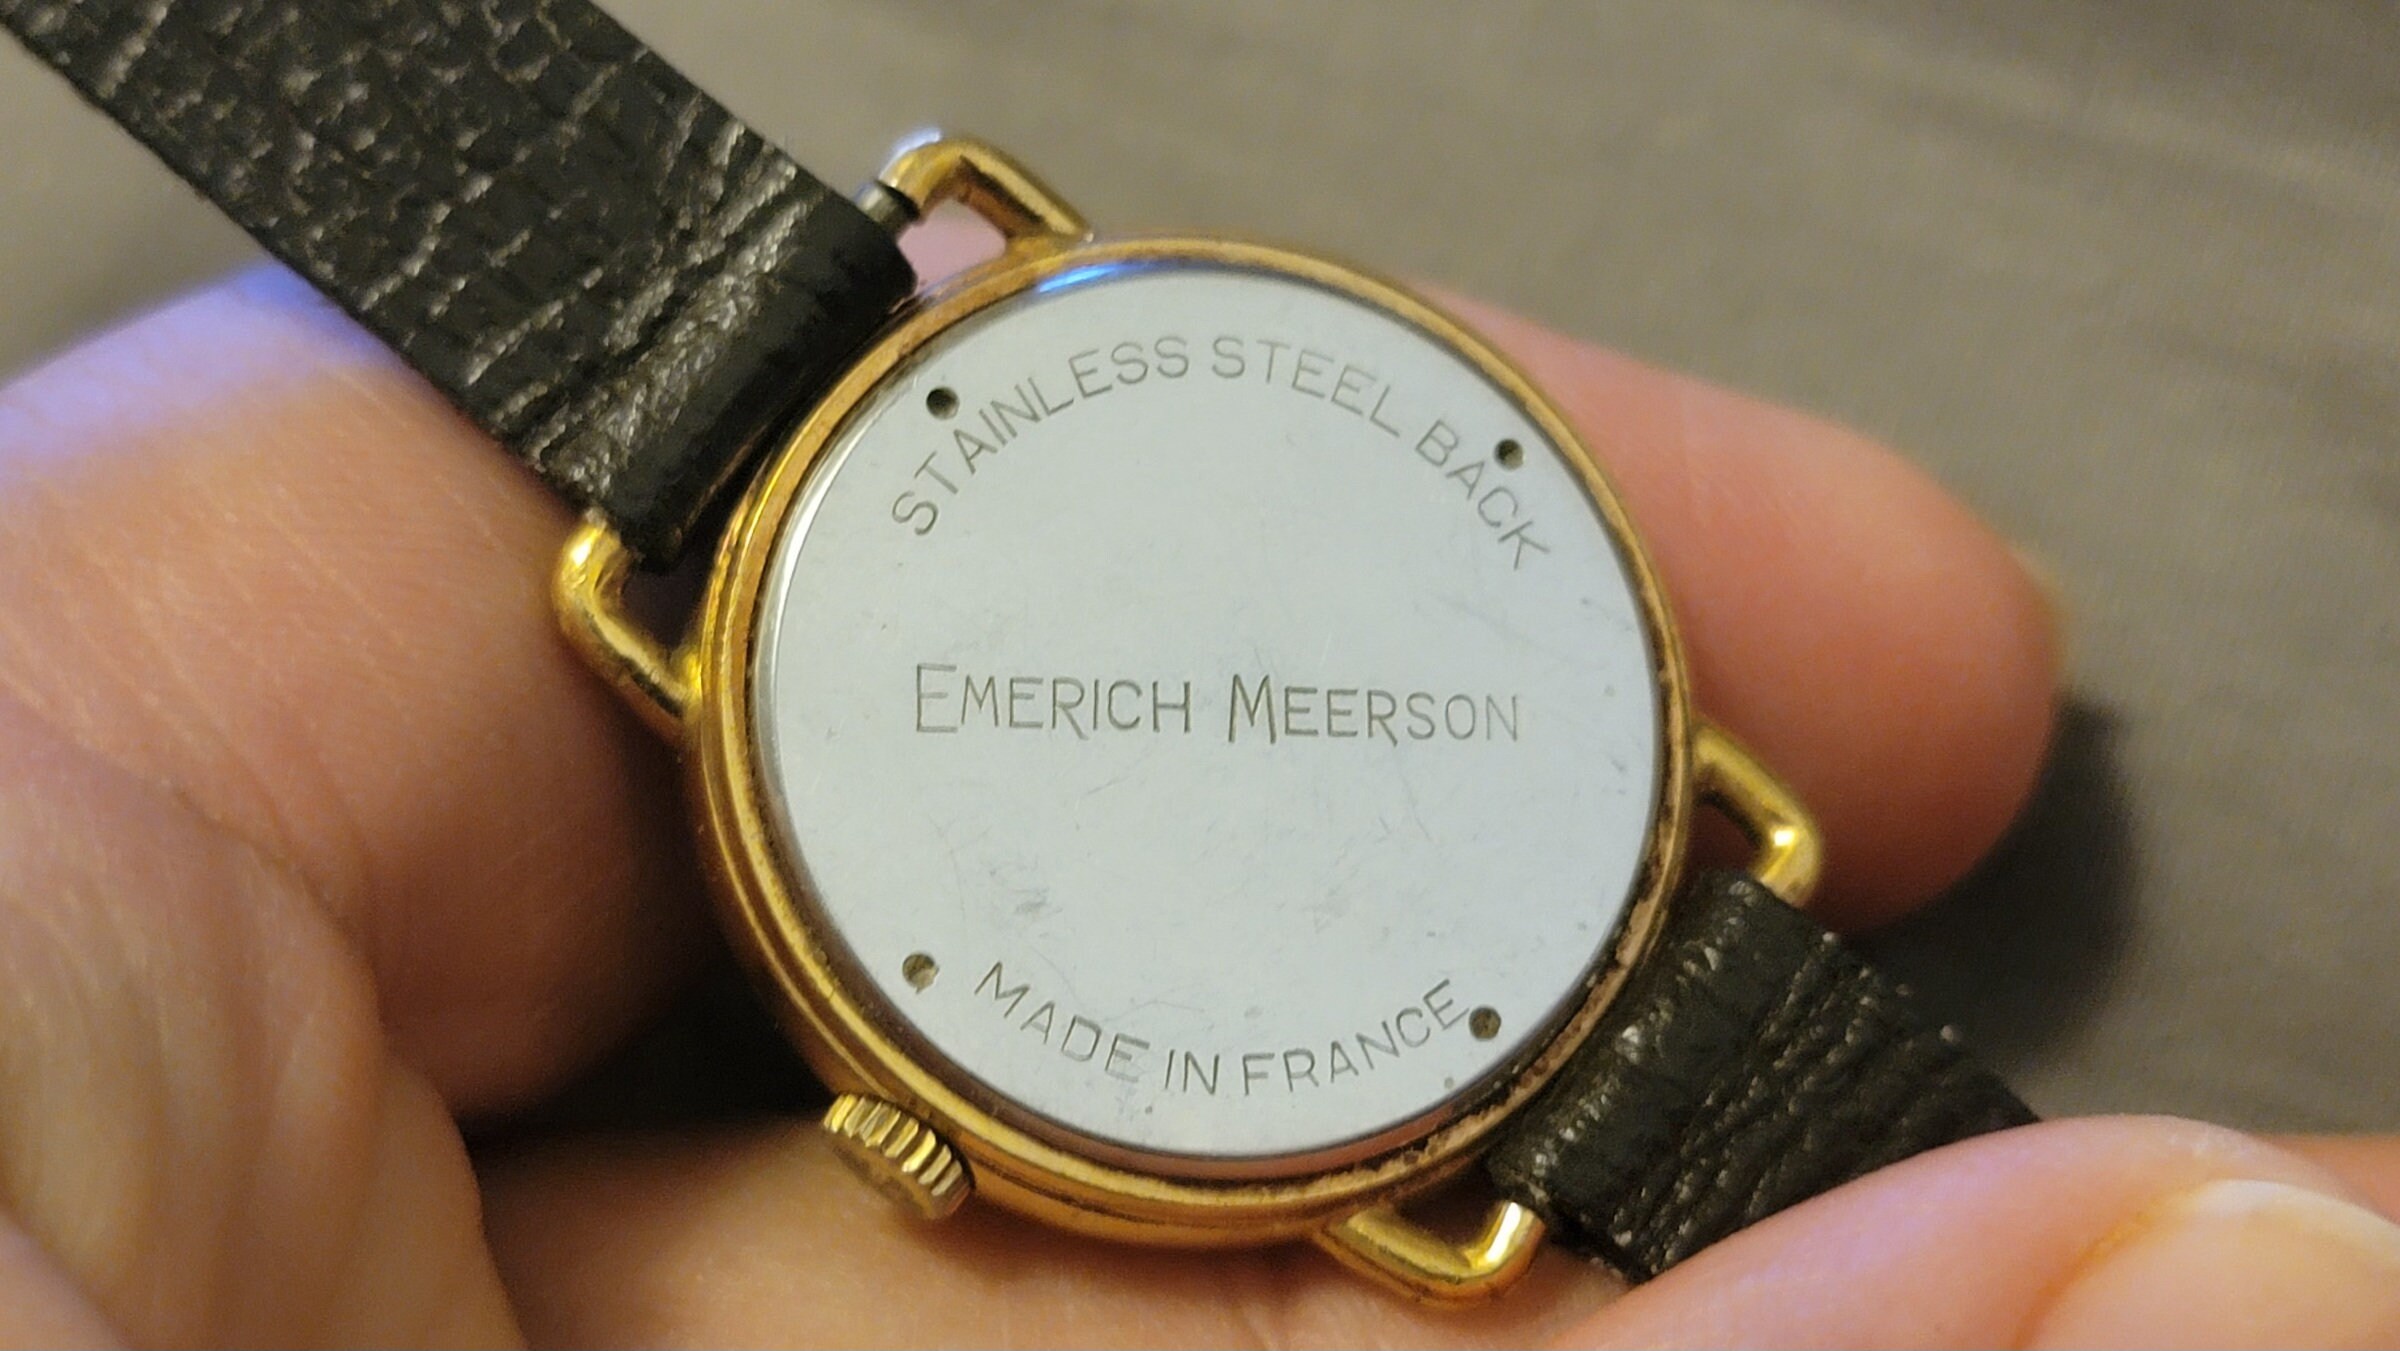 STAINLESS STEEL BACK
EMERICH MEERSON
MADE IN FRANCE